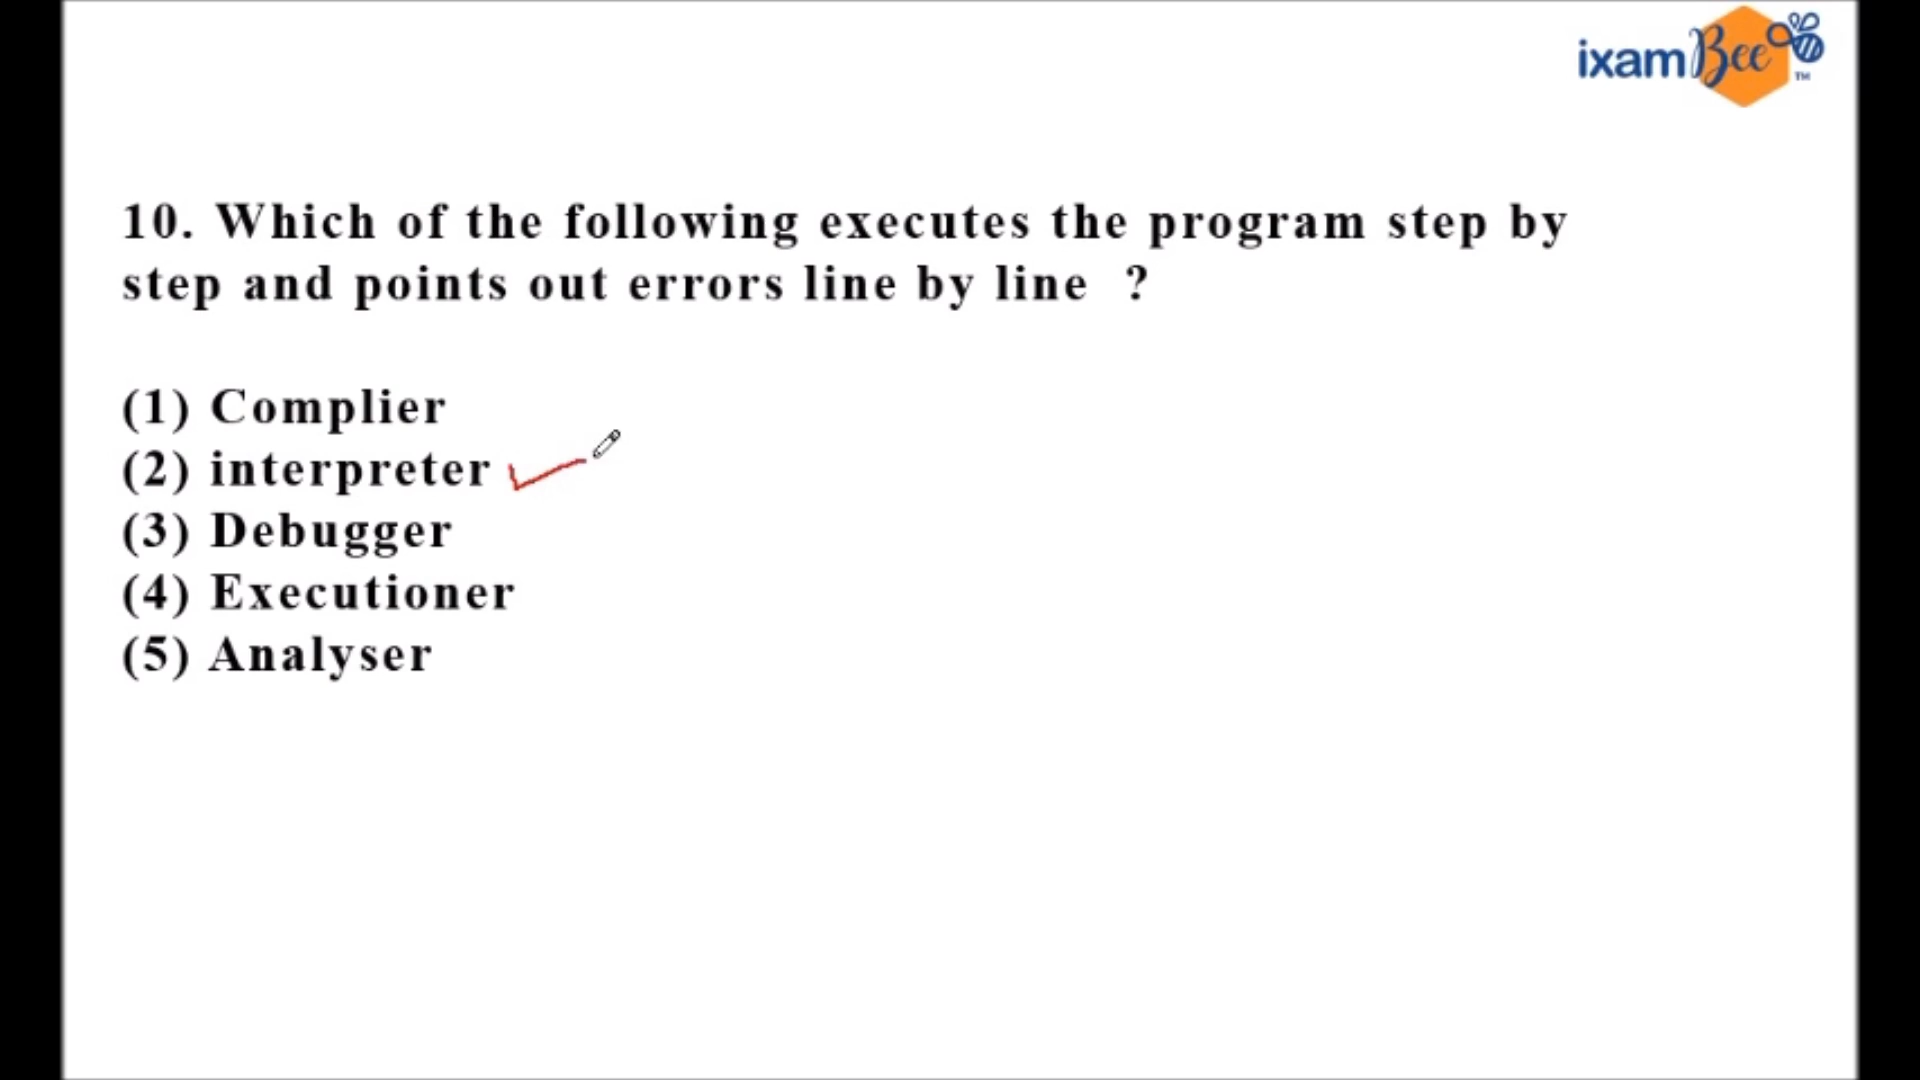 ixamBee™
10. Which of the following executes the program step by
step and points out errors line by line ?
(1) Complier
(2) interpreter
(3) Debugger
(4) Executioner
(5) Analyser